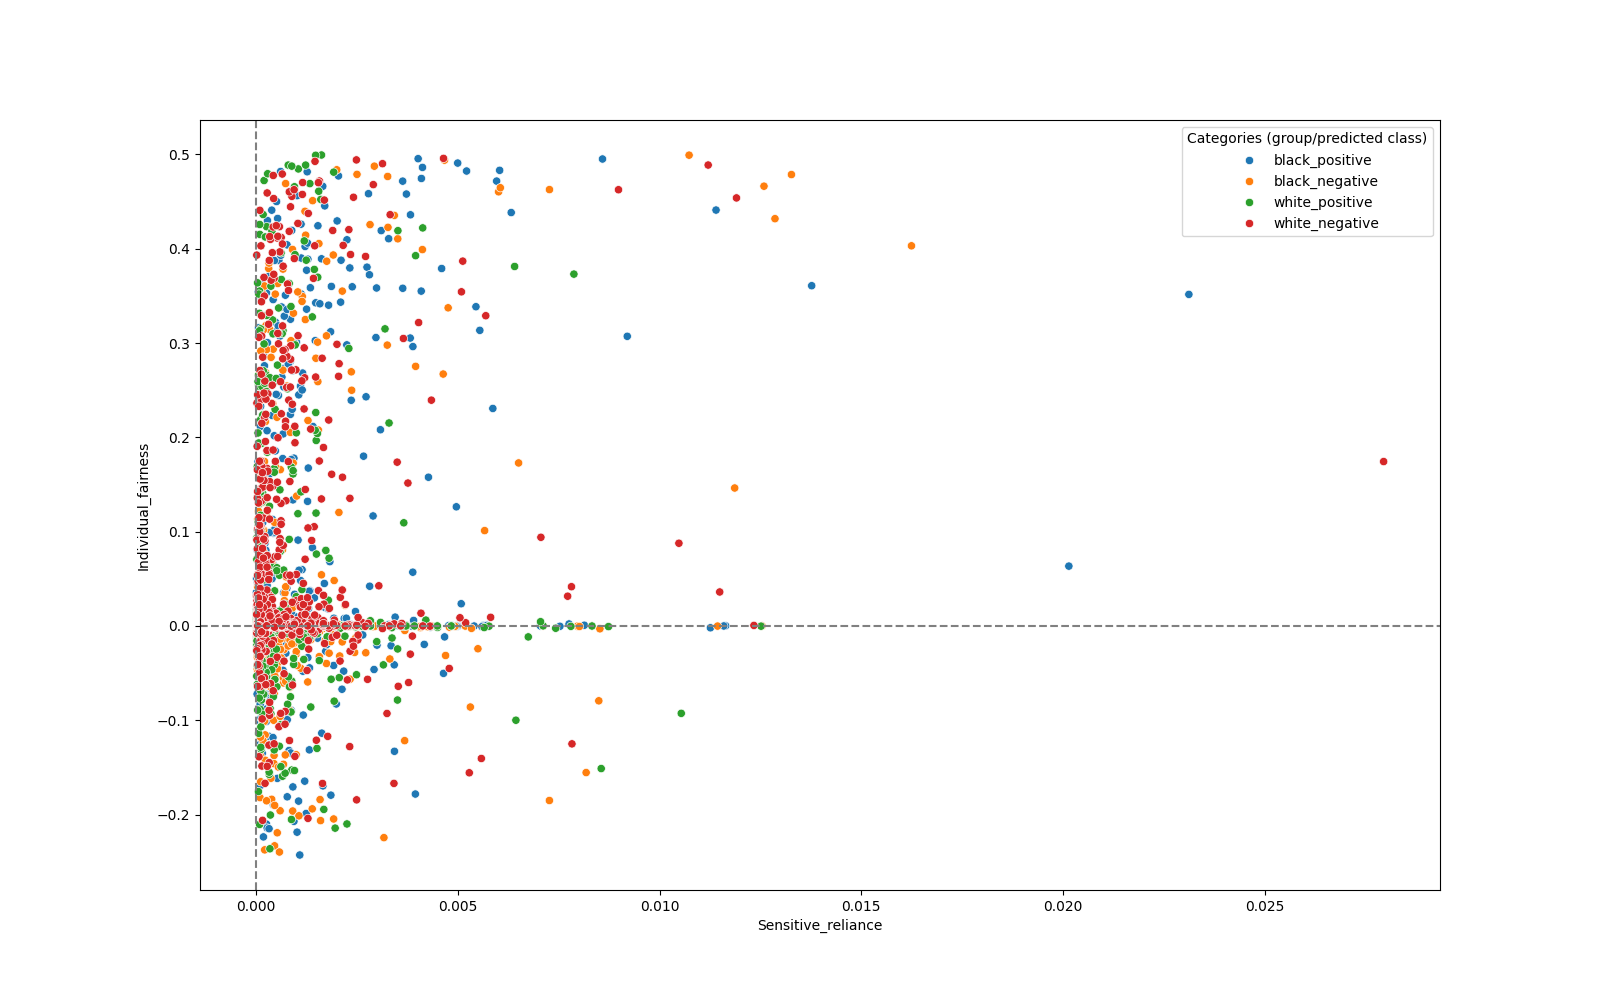 Categories (group/predicted class)
black_positive
black_negative
white_positive
white_negative
0.5
0.4
0.3
0.2
0.1
0.0
−0.1
−0.2
Individual_fairness
0.000 0.005 0.010 0.015 0.020 0.025
Sensitive_reliance